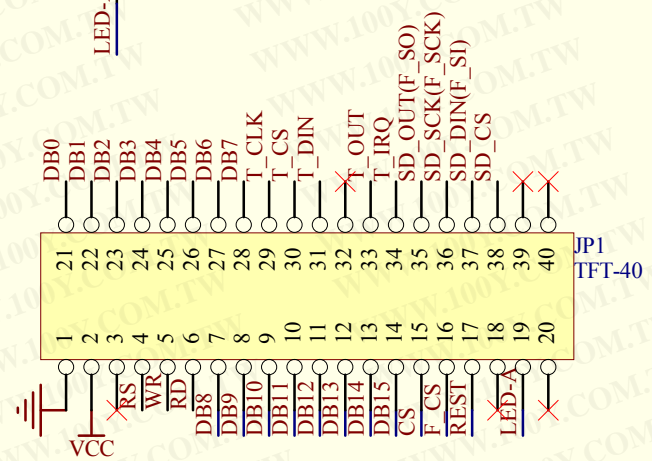 LED-
DB0
DB1
DB2
DB3
DB4
DB5
DB6
DB7
T_CLK
T_CS
T_DIN
T_OUT
T_IRQ
SD_OUT(F_SO)
SD_SCK(F_SCK)
SD_DIN(F_SI)
SD_CS
21 22 23 24 25 26 27 28 29 30 31 32 33 34 35 36 37 38 39 40
JP1
TFT-40
1 2 3 4 5 6 7 8 9 10 11 12 13 14 15 16 17 18 19 20
RS
WR
RD
DB8
DB9
DB10
DB11
DB12
DB13
DB14
DB15
CS
F_CS
REST
LED-A
VCC
WWW.100Y.COM.TW